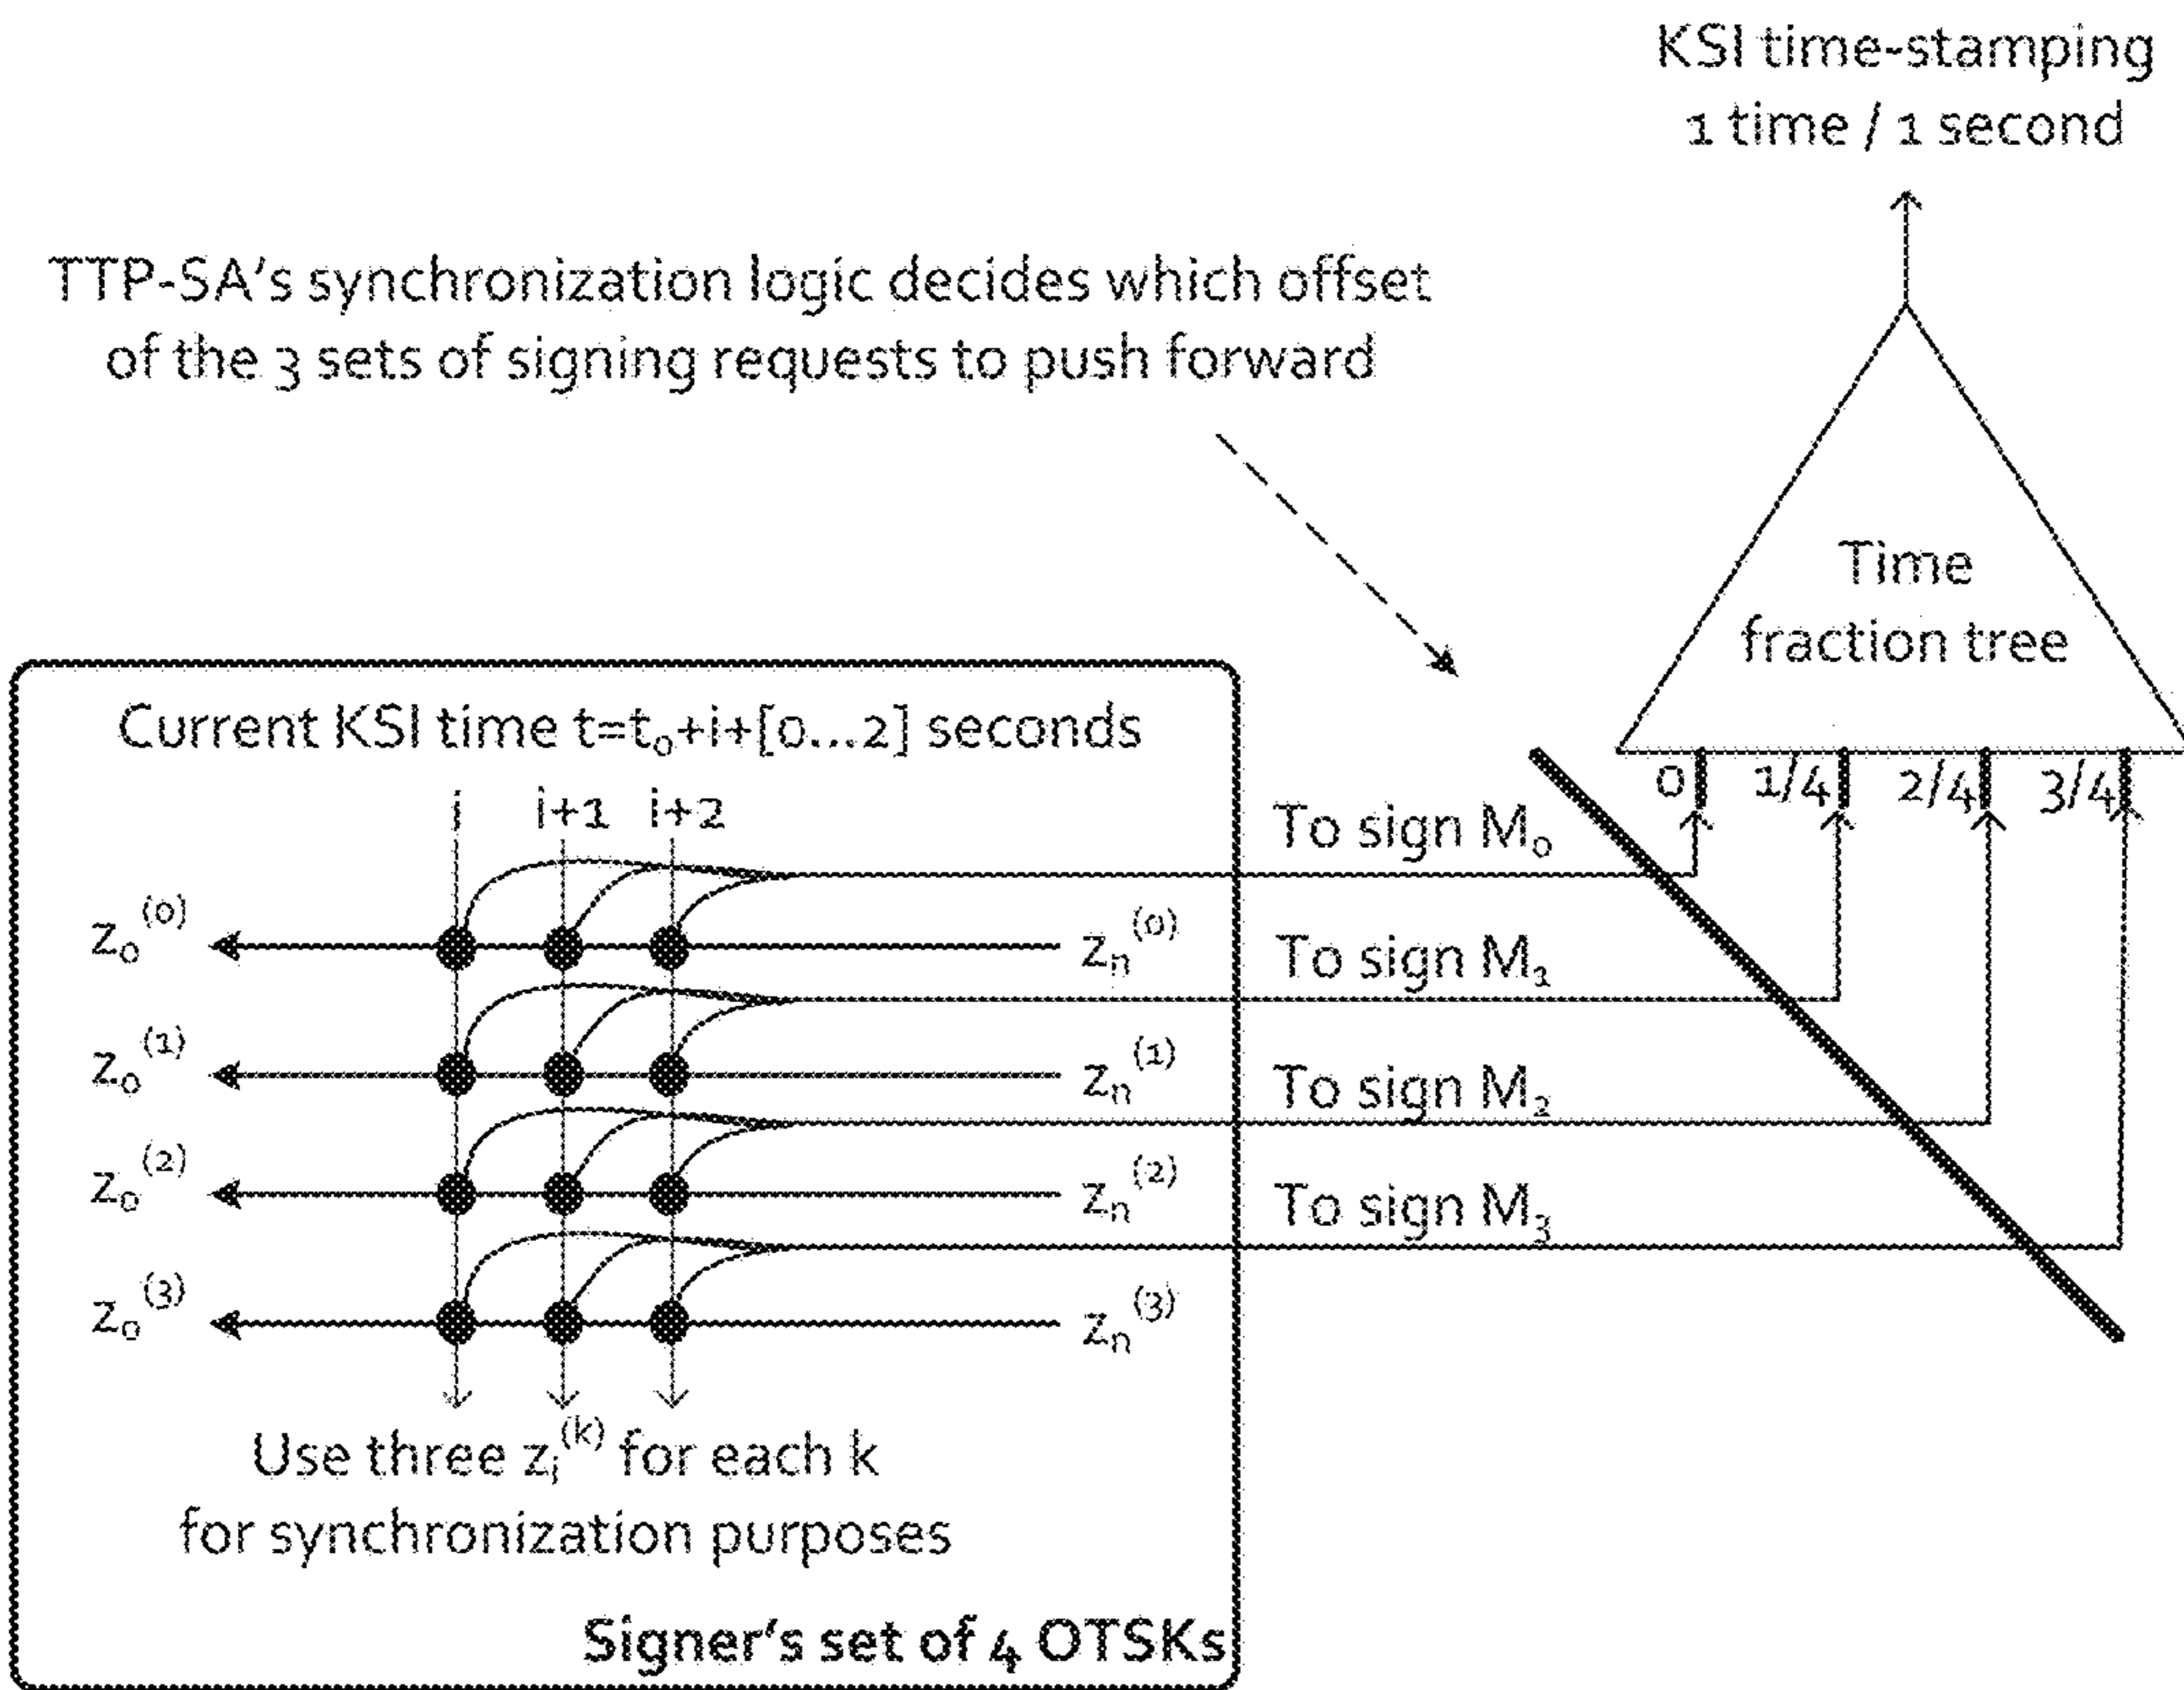 KSI time-stamping
1 time / 1 second
TTP-SA's synchronization logic decides which offset
of the 3 sets of signing requests to push forward
Time
fraction tree
Current KSI time t=t₀+i+[0...2] seconds
i i+1 i+2
0 1/4 2/4 3/4
To sign M₀
z₀⁽⁰⁾ zₙ⁽⁰⁾
To sign M₁
z₀⁽¹⁾ zₙ⁽¹⁾
To sign M₂
z₀⁽²⁾ zₙ⁽²⁾
To sign M₃
z₀⁽³⁾ zₙ⁽³⁾
Use three zⱼ⁽ᵏ⁾ for each k
for synchronization purposes
Signer's set of 4 OTSKs